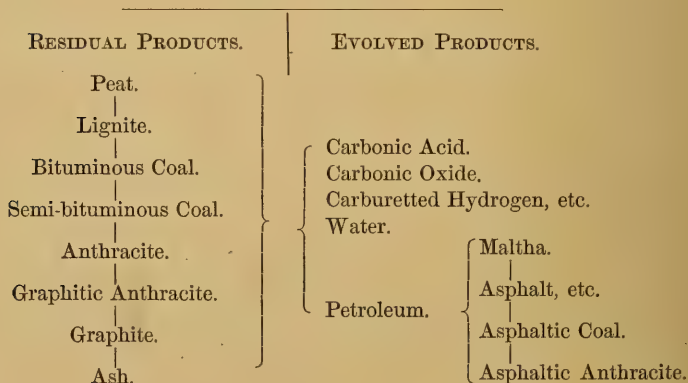 RESIDUAL PRODUCTS.
EVOLVED PRODUCTS.
Peat.
Lignite.
Bituminous Coal.
Semi-bituminous Coal.
Anthracite.
Graphitic Anthracite.
Graphite.
Ash.
Carbonic Acid.
Carbonic Oxide.
Carburetted Hydrogen, etc.
Water.
Petroleum.
Maltha.
Asphalt, etc.
Asphaltic Coal.
Asphaltic Anthracite.